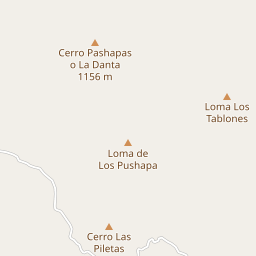 Cerro Pashapas
o La Danta
1156 m
Loma Los
Tablones
Loma de
Los Pushapa
Cerro Las
Piletas